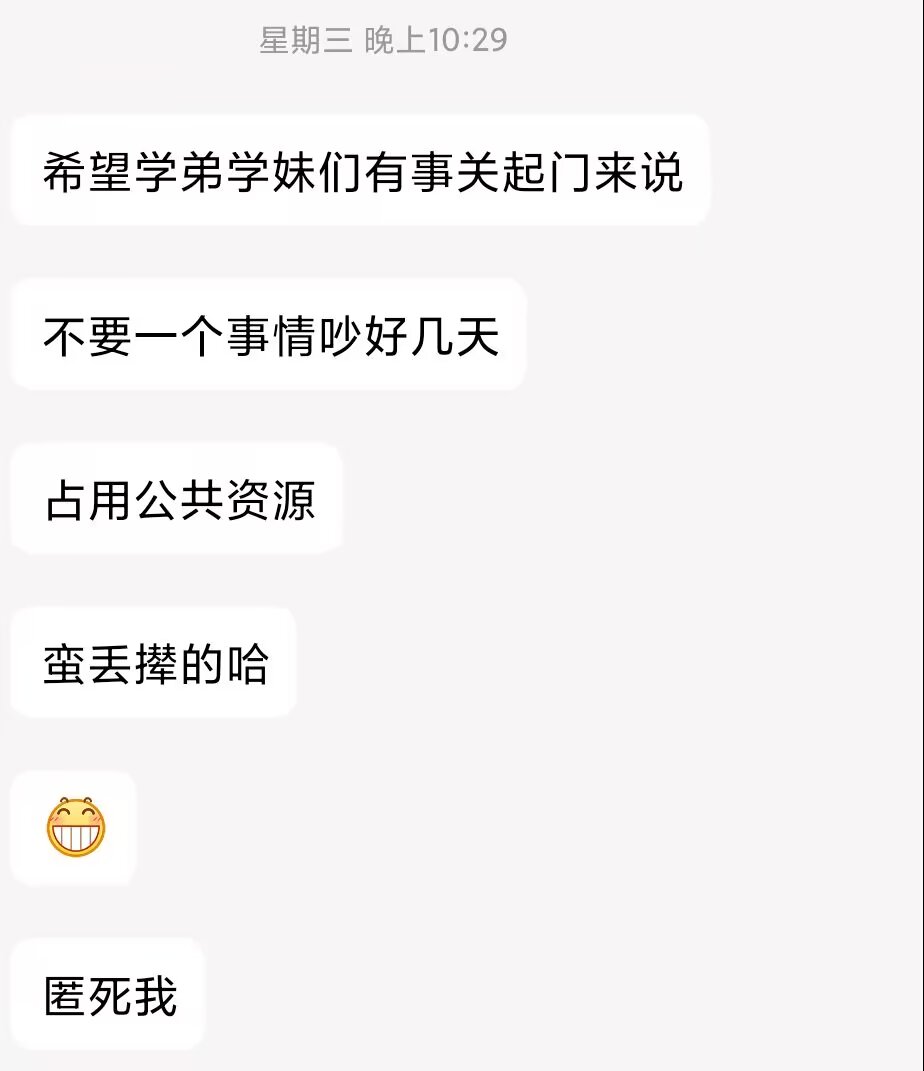 星期三 晚上10:29
希望学弟学妹们有事关起门来说
不要一个事情吵好几天
占用公共资源
蛮丢撵的哈
匿死我